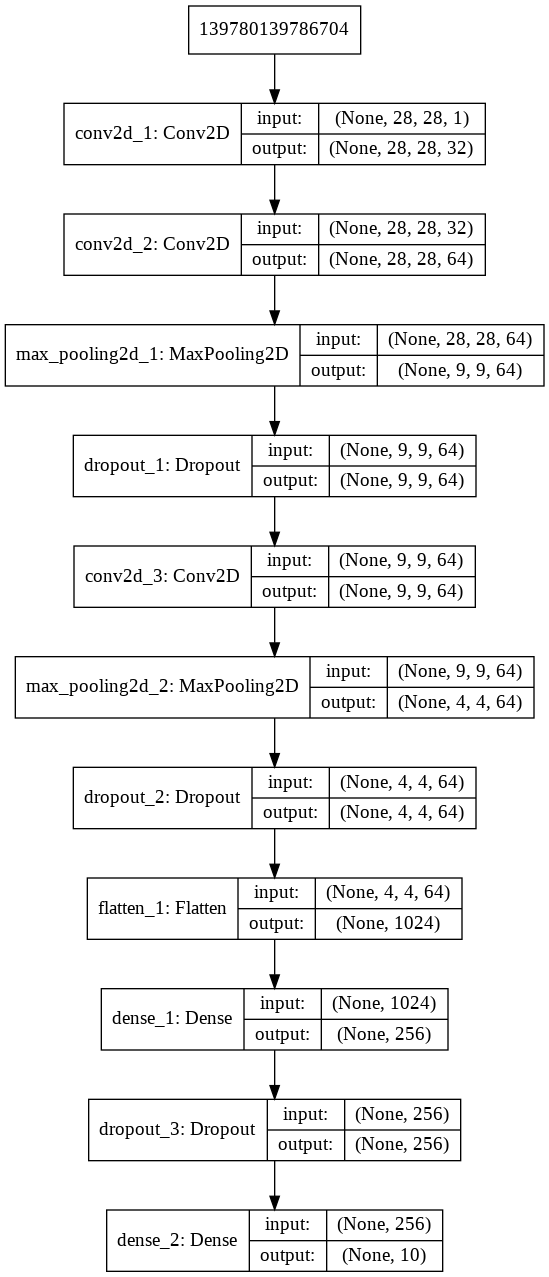 139780139786704
conv2d_1: Conv2D
input:
(None, 28, 28, 1)
output:
(None, 28, 28, 32)
conv2d_2: Conv2D
input:
(None, 28, 28, 32)
output:
(None, 28, 28, 64)
max_pooling2d_1: MaxPooling2D
input:
(None, 28, 28, 64)
output:
(None, 9, 9, 64)
dropout_1: Dropout
input:
(None, 9, 9, 64)
output:
(None, 9, 9, 64)
conv2d_3: Conv2D
input:
(None, 9, 9, 64)
output:
(None, 9, 9, 64)
max_pooling2d_2: MaxPooling2D
input:
(None, 9, 9, 64)
output:
(None, 4, 4, 64)
dropout_2: Dropout
input:
(None, 4, 4, 64)
output:
(None, 4, 4, 64)
flatten_1: Flatten
input:
(None, 4, 4, 64)
output:
(None, 1024)
dense_1: Dense
input:
(None, 1024)
output:
(None, 256)
dropout_3: Dropout
input:
(None, 256)
output:
(None, 256)
dense_2: Dense
input:
(None, 256)
output:
(None, 10)